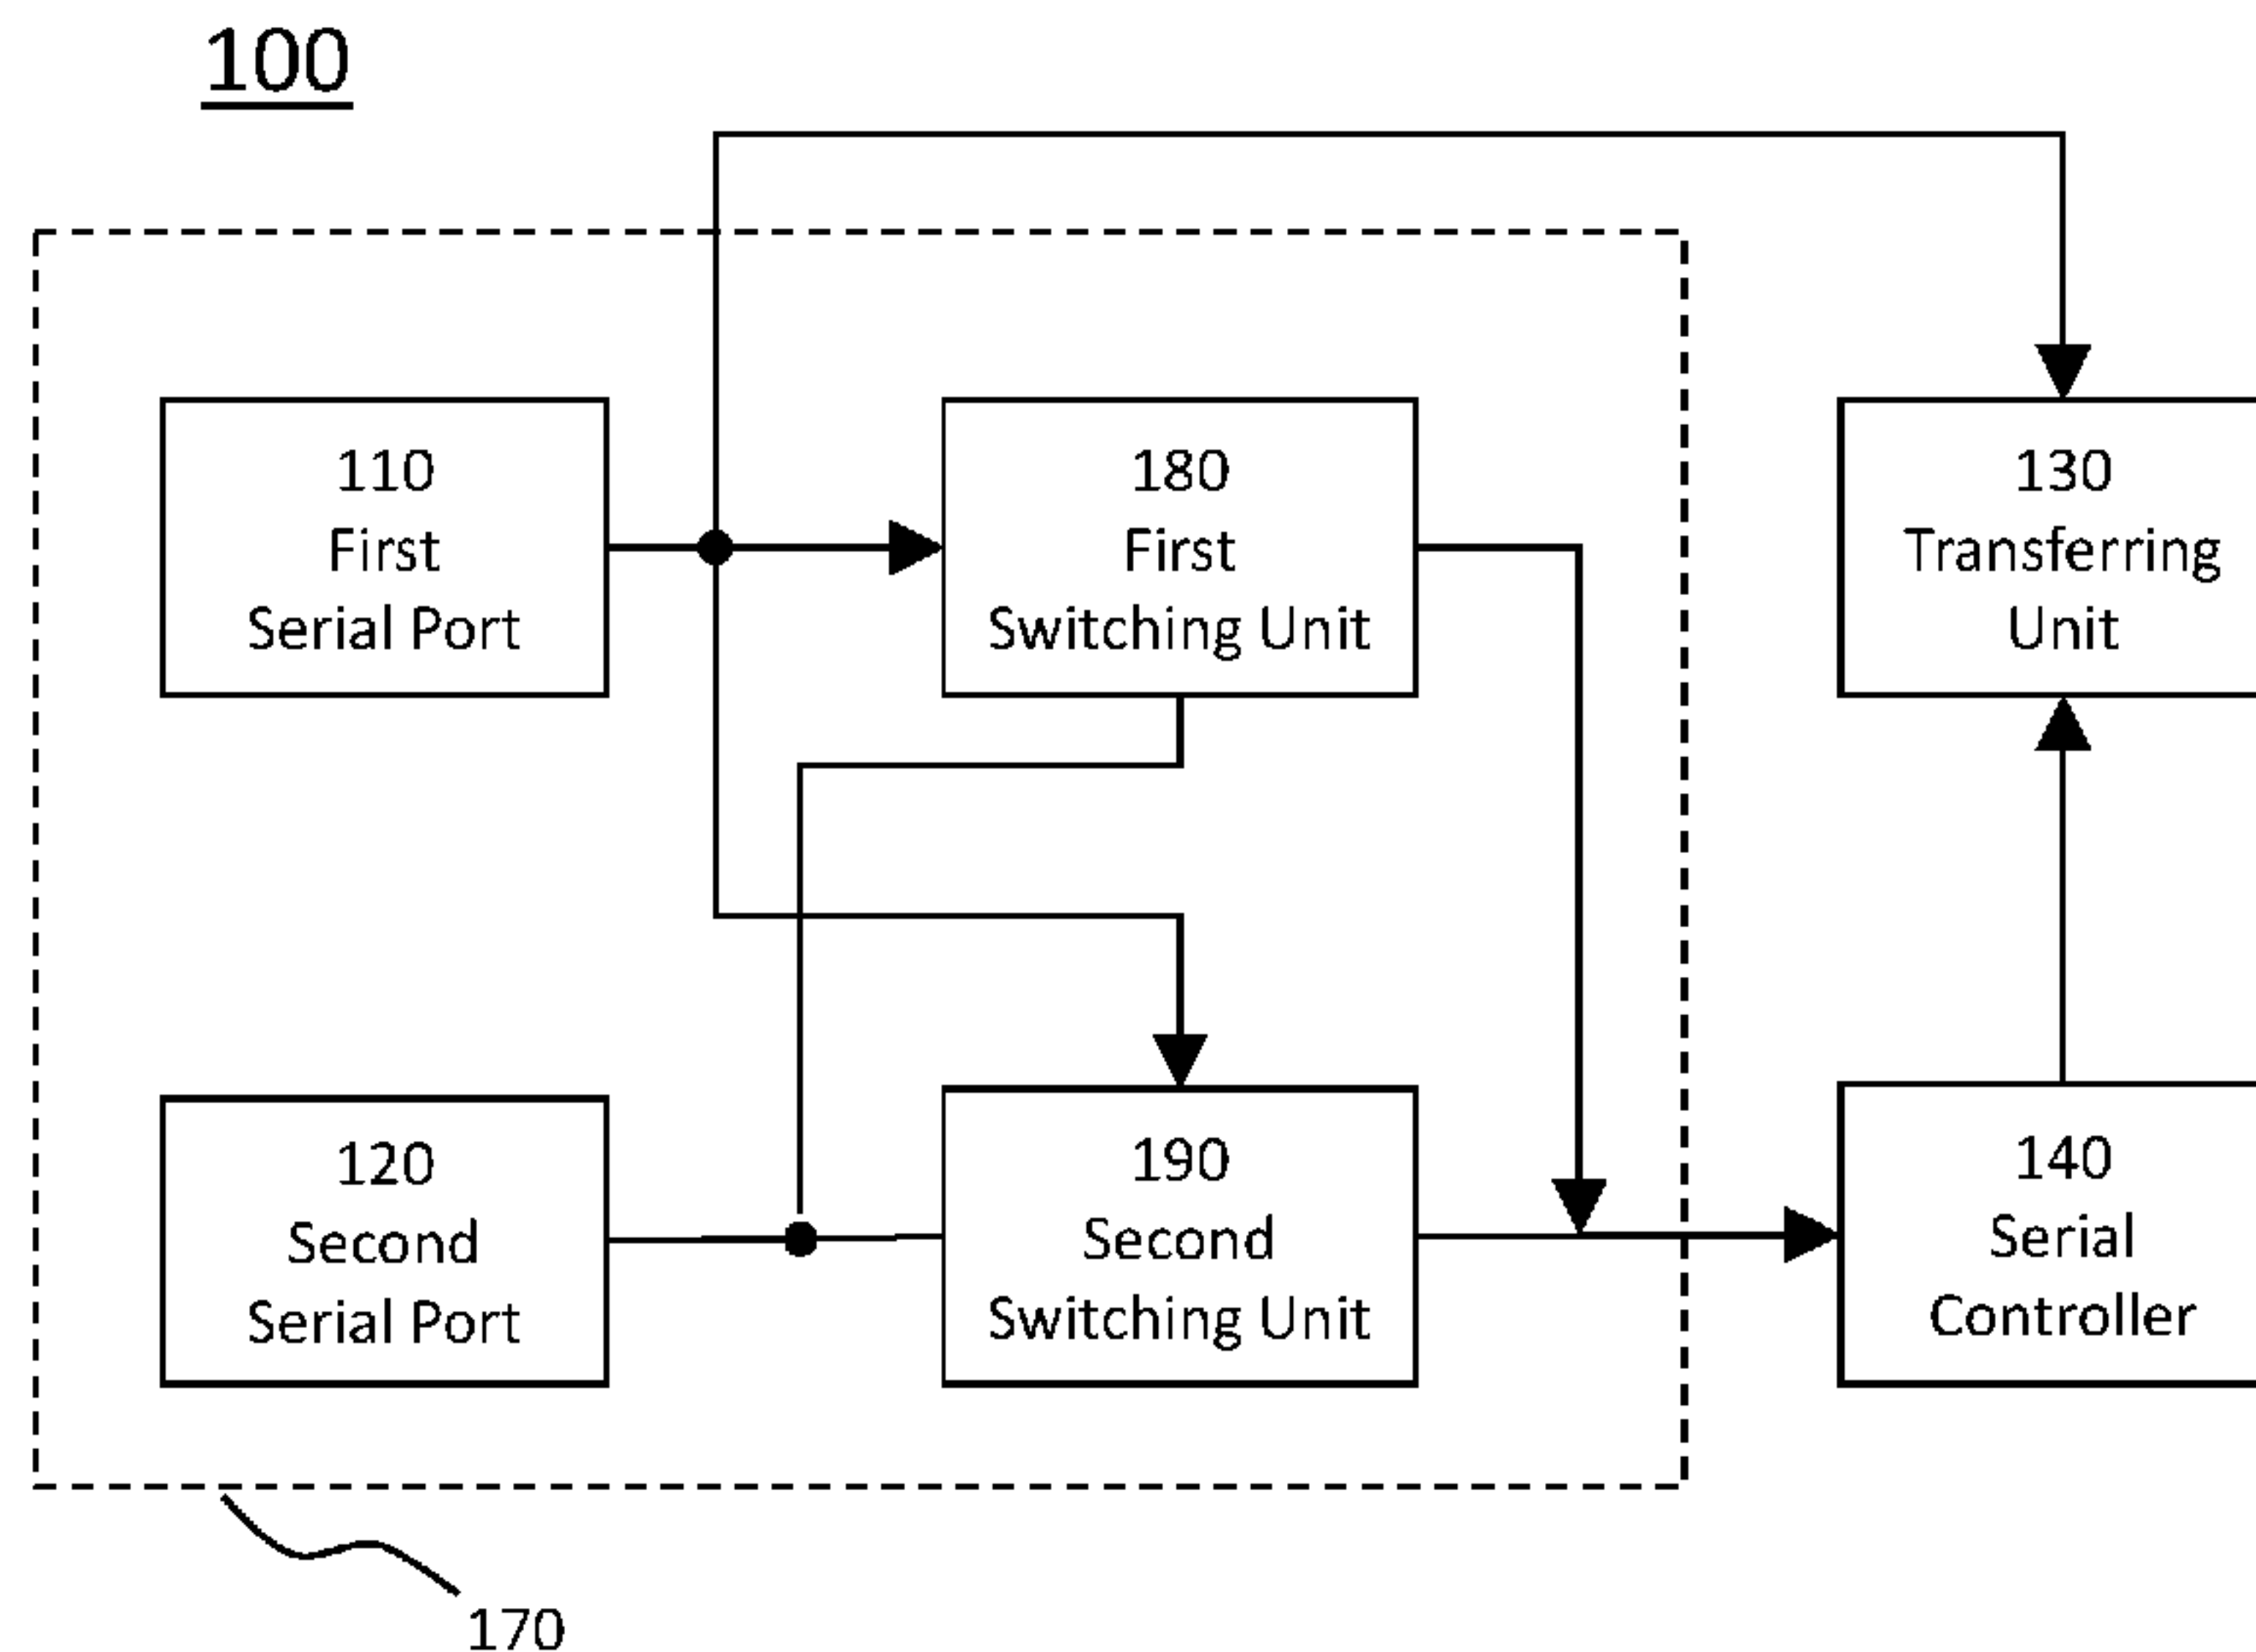 100
110
First
Serial Port
180
First
Switching Unit
130
Transferring
Unit
120
Second
Serial Port
190
Second
Switching Unit
140
Serial
Controller
170